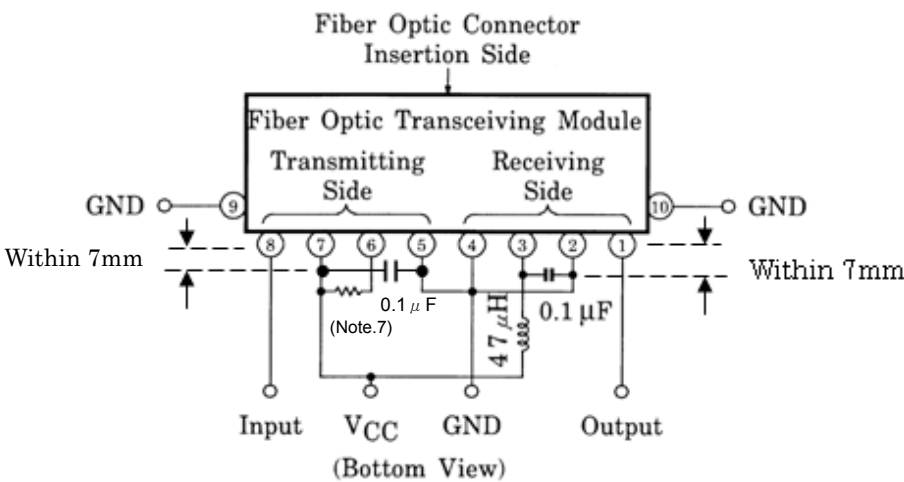 Fiber Optic Connector
Insertion Side
Fiber Optic Transceiving Module
Transmitting
Side
Receiving
Side
GND
9
10
GND
8
7
6
5
4
3
2
1
Within 7mm
Within 7mm
0.1 μ F
(Note.7)
47 μH
0.1 μF
Input
VCC
GND
Output
(Bottom View)